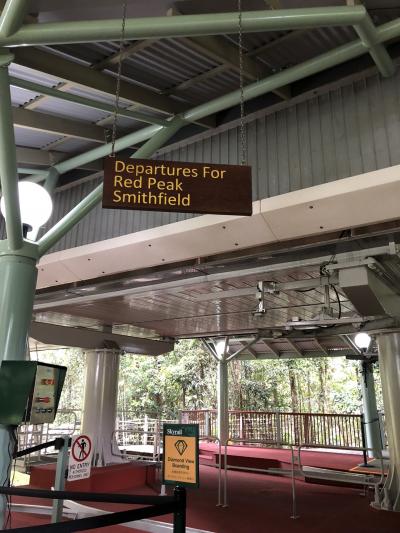 Departures For
Red Peak
Smithfield
Skyrail
Diamond View
Boarding
NO
ENTRY